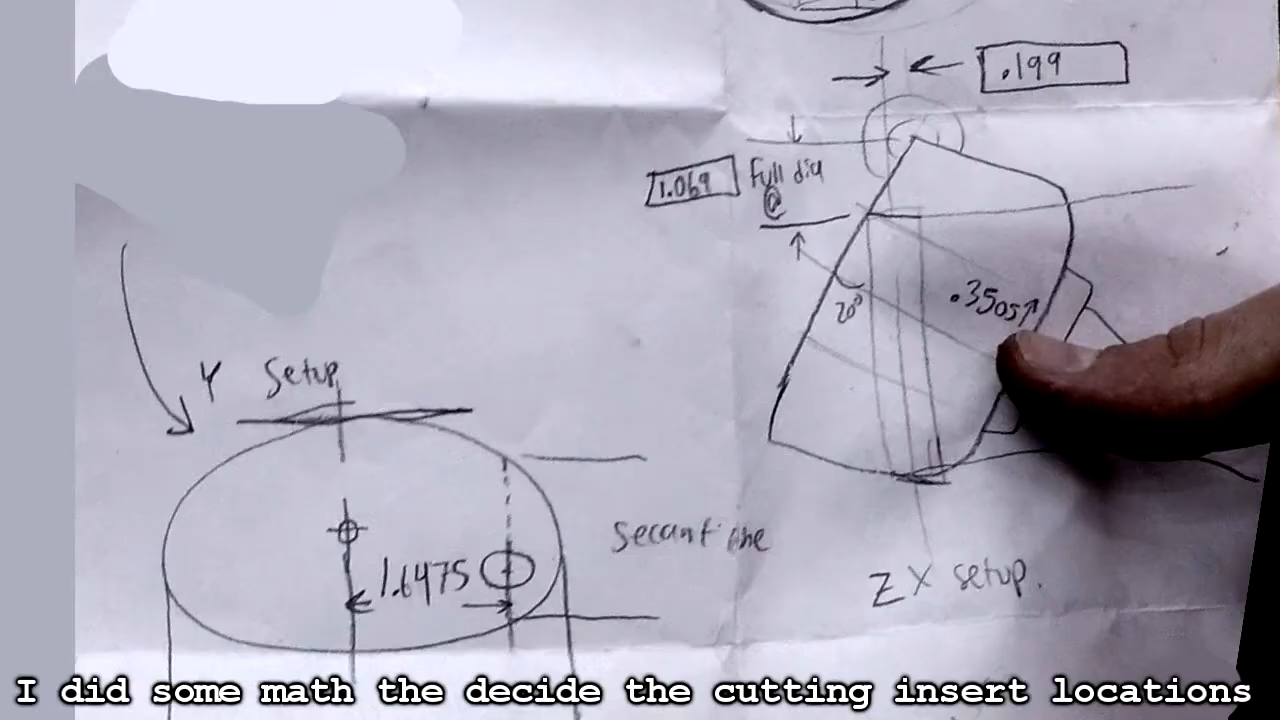 .199
1.069 Full dia
@
20°
.3505
Y Setup
Secant line
1.6475
ZX setup.
I did some math the decide the cutting insert locations